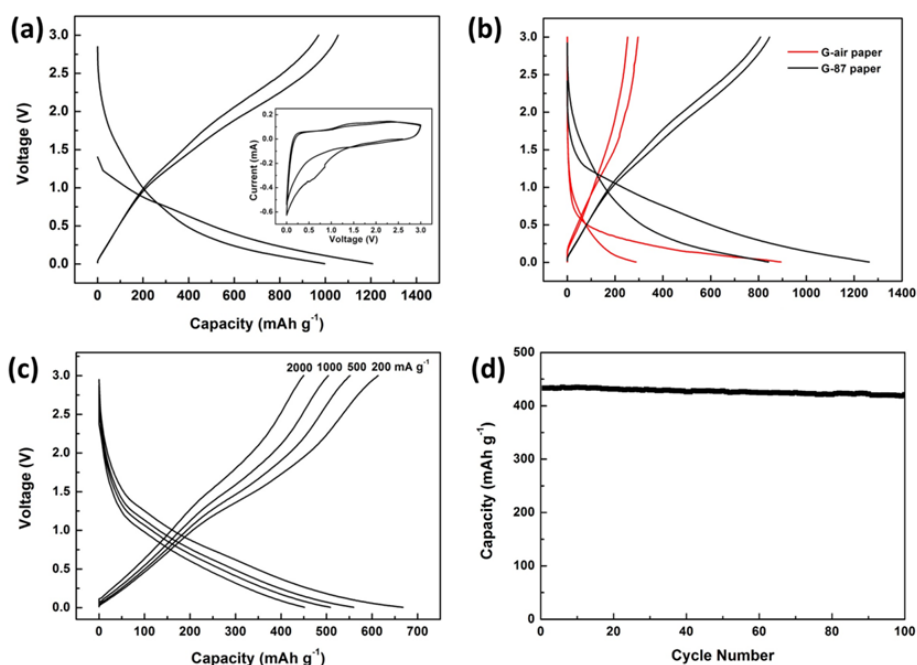 (a)
3.0
2.5
2.0
1.5
1.0
0.5
0.0
Voltage (V)
0 200 400 600 800 1000 1200
Capacity (mAh g⁻¹)
0.2
0.0
-0.2
-0.4
-0.6
Current (mA)
0.0 0.5 1.0 1.5 2.0 2.5 3.0
Voltage (V)
(b)
3.0
2.5
2.0
1.5
1.0
0.5
0.0
G-air paper
G-87 paper
0 200 400 600 800 1000 1200 1400
(c)
3.0
2.5
2.0
1.5
1.0
0.5
0.0
Voltage (V)
2000 1000 500 200 mA g⁻¹
0 100 200 300 400 500 600 700
Capacity (mAh g⁻¹)
(d)
500
400
300
200
100
0
Capacity (mAh g⁻¹)
0 20 40 60 80 100
Cycle Number